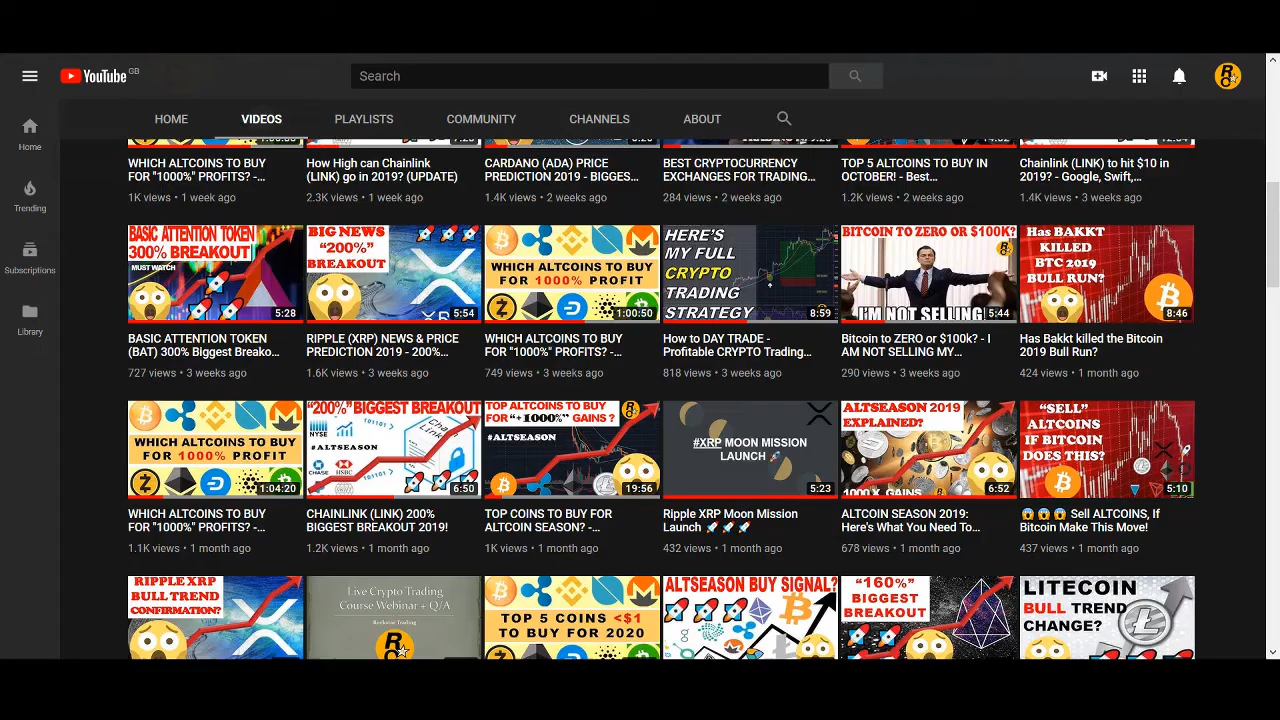 YouTube GB
Search
Home
Trending
Subscriptions
Library
HOME VIDEOS PLAYLISTS COMMUNITY CHANNELS ABOUT
WHICH ALTCOINS TO BUY
FOR "1000%" PROFITS? -...
1K views • 1 week ago
How High can Chainlink
(LINK) go in 2019? (UPDATE)
2.3K views • 1 week ago
CARDANO (ADA) PRICE
PREDICTION 2019 - BIGGES...
1.4K views • 2 weeks ago
BEST CRYPTOCURRENCY
EXCHANGES FOR TRADING...
284 views • 2 weeks ago
TOP 5 ALTCOINS TO BUY IN
OCTOBER! - Best...
1.2K views • 2 weeks ago
Chainlink (LINK) to hit $10 in
2019? - Google, Swift,...
1.4K views • 3 weeks ago
BASIC ATTENTION TOKEN
300% BREAKOUT
MUST WATCH
5:28
BASIC ATTENTION TOKEN
(BAT) 300% Biggest Breako...
727 views • 3 weeks ago
BIG NEWS
"200%"
BREAKOUT
5:54
RIPPLE (XRP) NEWS & PRICE
PREDICTION 2019 - 200%...
1.6K views • 3 weeks ago
WHICH ALTCOINS TO BUY
FOR 1000% PROFIT
1:00:50
WHICH ALTCOINS TO BUY
FOR "1000%" PROFITS? -...
749 views • 3 weeks ago
HERE'S
MY FULL
CRYPTO
TRADING
STRATEGY
8:59
How to DAY TRADE -
Profitable CRYPTO Trading...
818 views • 3 weeks ago
BITCOIN TO ZERO OR $100K?
I'M NOT SELLING
5:44
Bitcoin to ZERO or $100k? - I
AM NOT SELLING MY...
290 views • 3 weeks ago
Has BAKKT
KILLED
BTC 2019
BULL RUN?
8:46
Has Bakkt killed the Bitcoin
2019 Bull Run?
424 views • 1 month ago
WHICH ALTCOINS TO BUY
FOR 1000% PROFIT
1:04:20
WHICH ALTCOINS TO BUY
FOR "1000%" PROFITS? -...
1.1K views • 1 month ago
"200%" BIGGEST BREAKOUT
NYSE
#ALTSEASON
CHASE HSBC
6:50
CHAINLINK (LINK) 200%
BIGGEST BREAKOUT 2019!
1.2K views • 1 month ago
TOP ALTCOINS TO BUY
FOR "+1000%" GAINS ?
#ALTSEASON
19:56
TOP COINS TO BUY FOR
ALTCOIN SEASON? -...
1K views • 1 month ago
#XRP MOON MISSION
LAUNCH 🚀
5:23
Ripple XRP Moon Mission
Launch 🚀 🚀 🚀
432 views • 1 month ago
ALTSEASON 2019
EXPLAINED?
1000X GAINS
6:52
ALTCOIN SEASON 2019:
Here's What You Need To...
678 views • 1 month ago
"SELL"
ALTCOINS
IF BITCOIN
DOES THIS?
5:10
😱 😱 😱 Sell ALTCOINS, If
Bitcoin Make This Move!
437 views • 1 month ago
RIPPLE XRP
BULL TREND
CONFIRMATION?
Live Crypto Trading
Course Webinar + Q/A
TOP 5 COINS <$1
TO BUY FOR 2020
ALTSEASON BUY SIGNAL?
"160%"
BIGGEST
BREAKOUT
LITECOIN
BULL TREND
CHANGE?